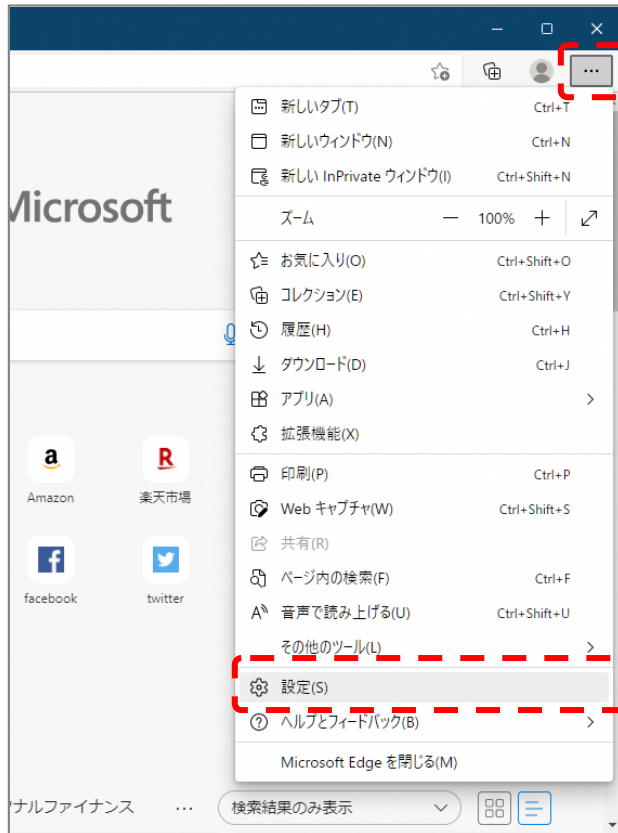 Microsoft
新しいタブ(T) Ctrl+T
新しいウィンドウ(N) Ctrl+N
新しい InPrivate ウィンドウ(I) Ctrl+Shift+N
ズーム — 100% +
お気に入り(O) Ctrl+Shift+O
コレクション(E) Ctrl+Shift+Y
履歴(H) Ctrl+H
ダウンロード(D) Ctrl+J
アプリ(A)
拡張機能(X)
印刷(P) Ctrl+P
Web キャプチャ(W) Ctrl+Shift+S
共有(R)
ページ内の検索(F) Ctrl+F
音声で読み上げる(U) Ctrl+Shift+U
その他のツール(L)
設定(S)
ヘルプとフィードバック(B)
Microsoft Edge を閉じる(M)
a
Amazon
R
楽天市場
f
facebook
twitter
ナルファイナンス ...
検索結果のみ表示